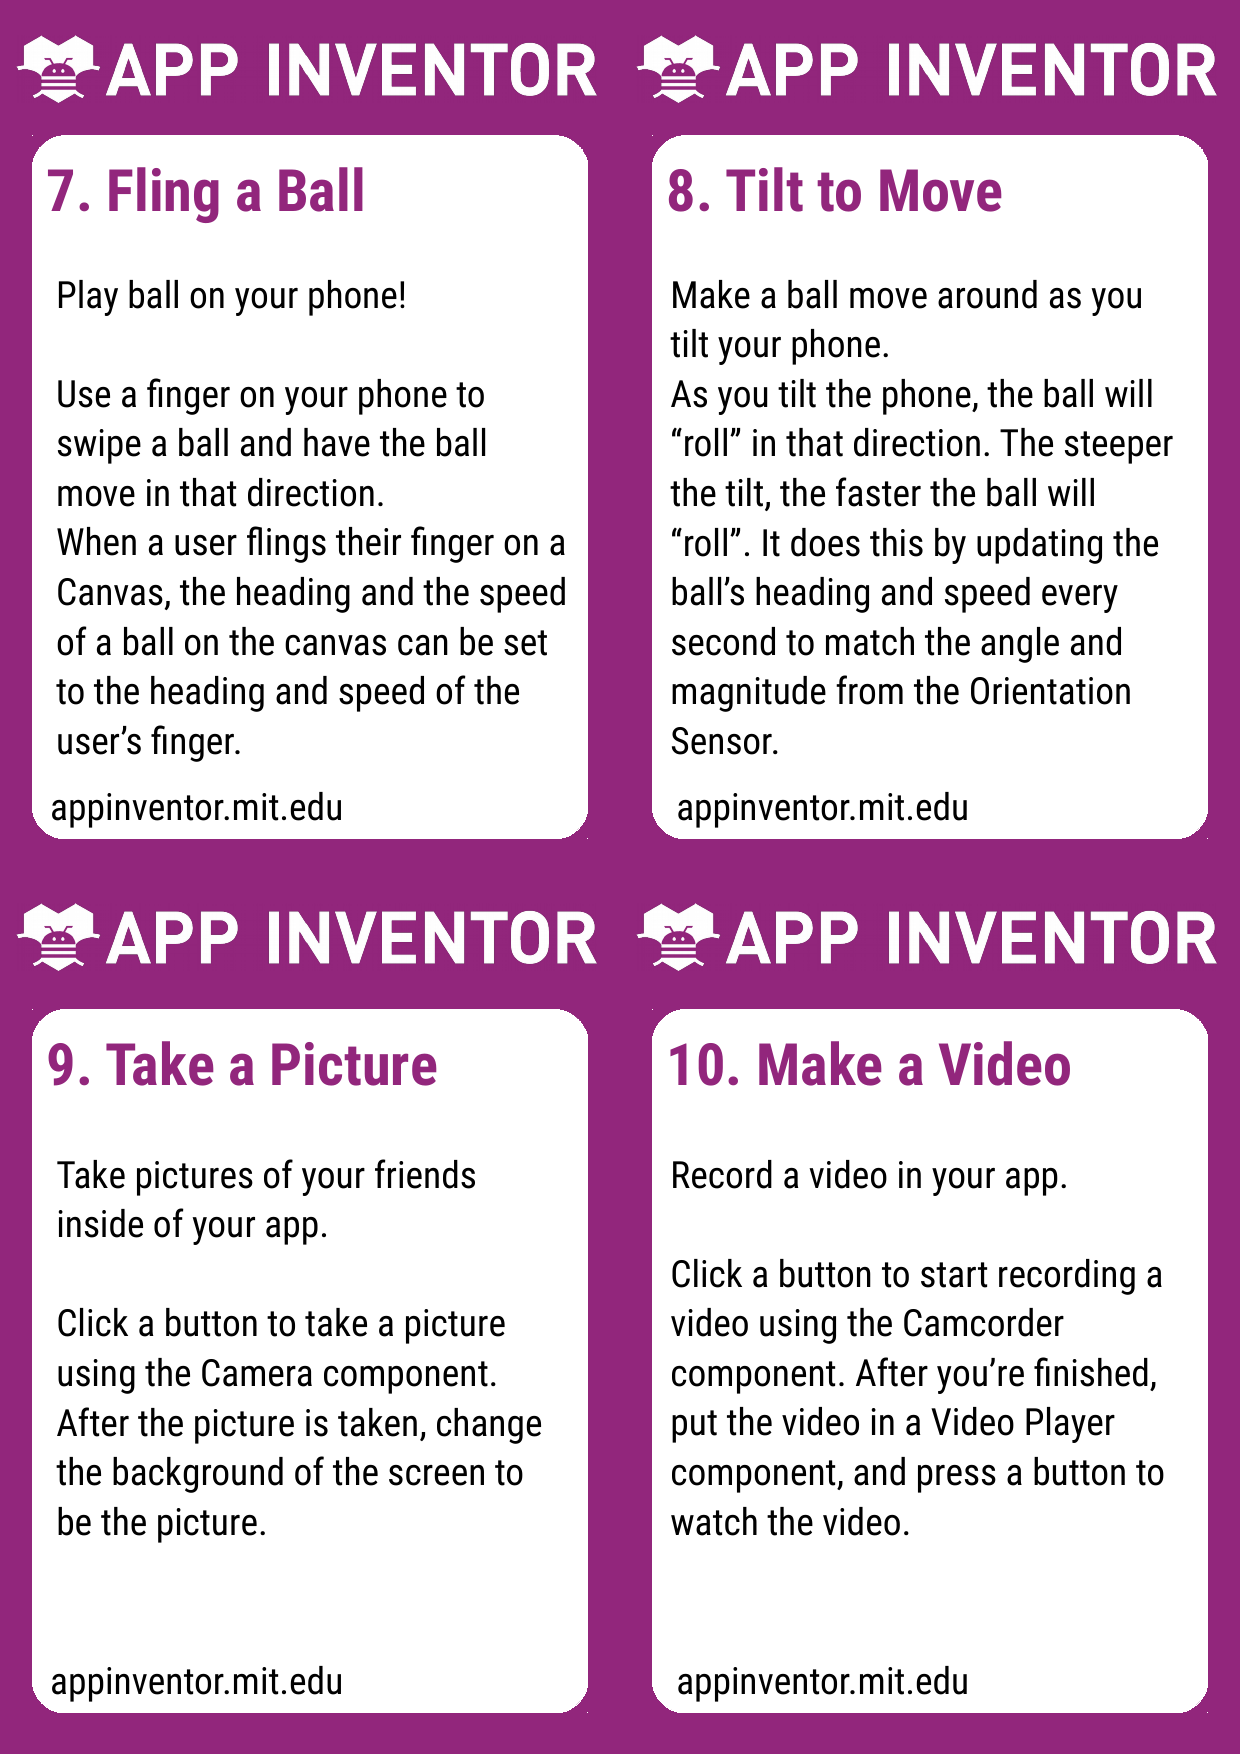 APP INVENTOR
7. Fling a Ball
Play ball on your phone!
Use a finger on your phone to
swipe a ball and have the ball
move in that direction.
When a user flings their finger on a
Canvas, the heading and the speed
of a ball on the canvas can be set
to the heading and speed of the
user’s finger.
appinventor.mit.edu
APP INVENTOR
8. Tilt to Move
Make a ball move around as you
tilt your phone.
As you tilt the phone, the ball will
“roll” in that direction. The steeper
the tilt, the faster the ball will
“roll”. It does this by updating the
ball’s heading and speed every
second to match the angle and
magnitude from the Orientation
Sensor.
appinventor.mit.edu
APP INVENTOR
9. Take a Picture
Take pictures of your friends
inside of your app.
Click a button to take a picture
using the Camera component.
After the picture is taken, change
the background of the screen to
be the picture.
appinventor.mit.edu
APP INVENTOR
10. Make a Video
Record a video in your app.
Click a button to start recording a
video using the Camcorder
component. After you’re finished,
put the video in a Video Player
component, and press a button to
watch the video.
appinventor.mit.edu